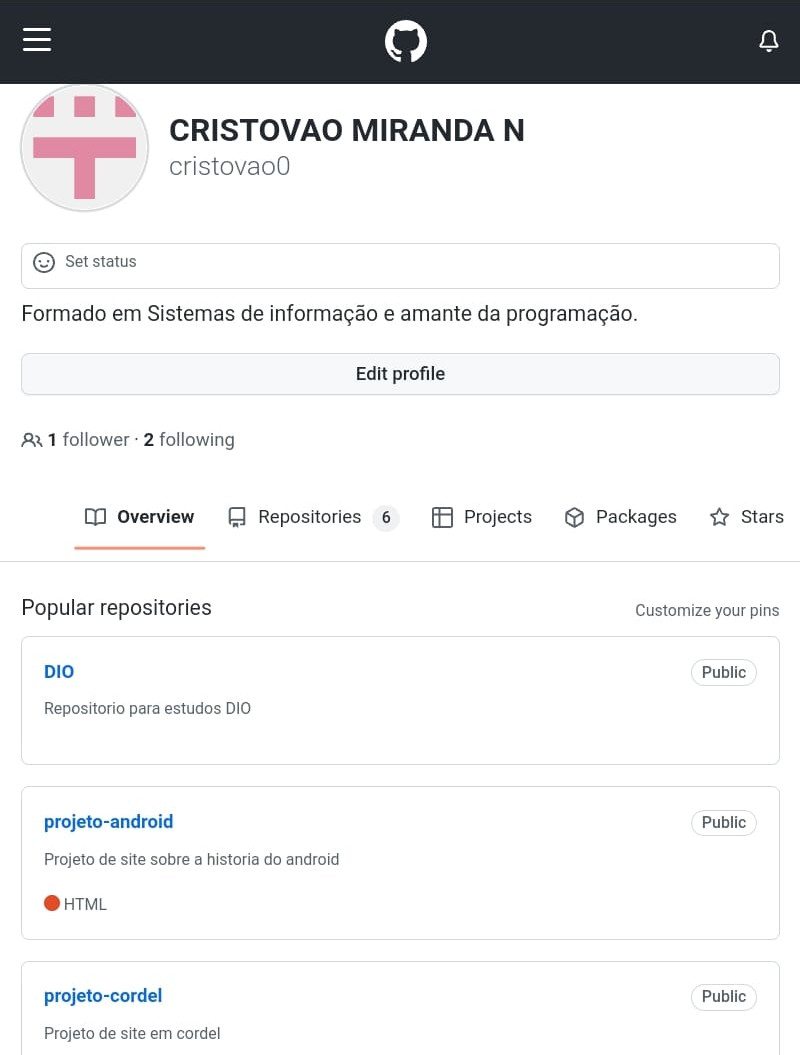 CRISTOVAO MIRANDA N
cristovao0
Set status
Formado em Sistemas de informação e amante da programação.
Edit profile
1 follower · 2 following
Overview Repositories 6 Projects Packages Stars
Popular repositories Customize your pins
DIO Public
Repositorio para estudos DIO
projeto-android Public
Projeto de site sobre a historia do android
HTML
projeto-cordel Public
Projeto de site em cordel